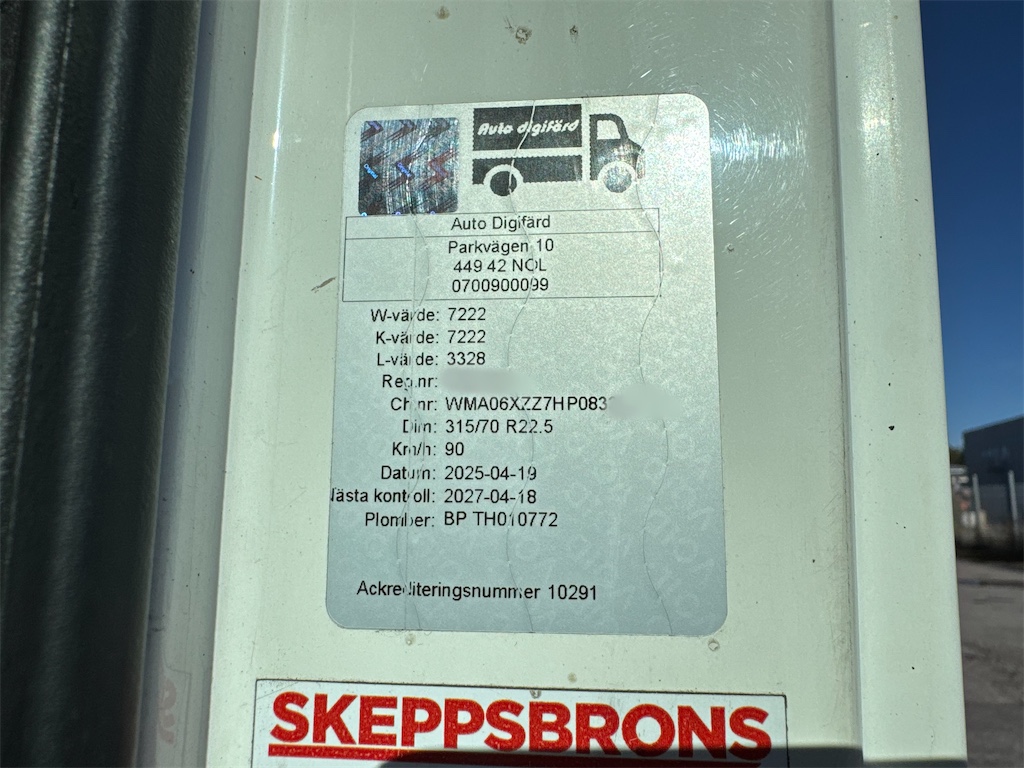 Auto digifärd
Auto Digifärd
Parkvägen 10
449 42 NOL
0700900099
W-värde: 7222
K-värde: 7222
L-värde: 3328
Reg.nr:
Ch.nr: WMA06XZZ7HP083
Dim: 315/70 R22.5
Km/h: 90
Datum: 2025-04-19
Nästa kontroll: 2027-04-18
Plomber: BP TH010772
Ackrediteringsnummer 10291
SKEPPSBRONS